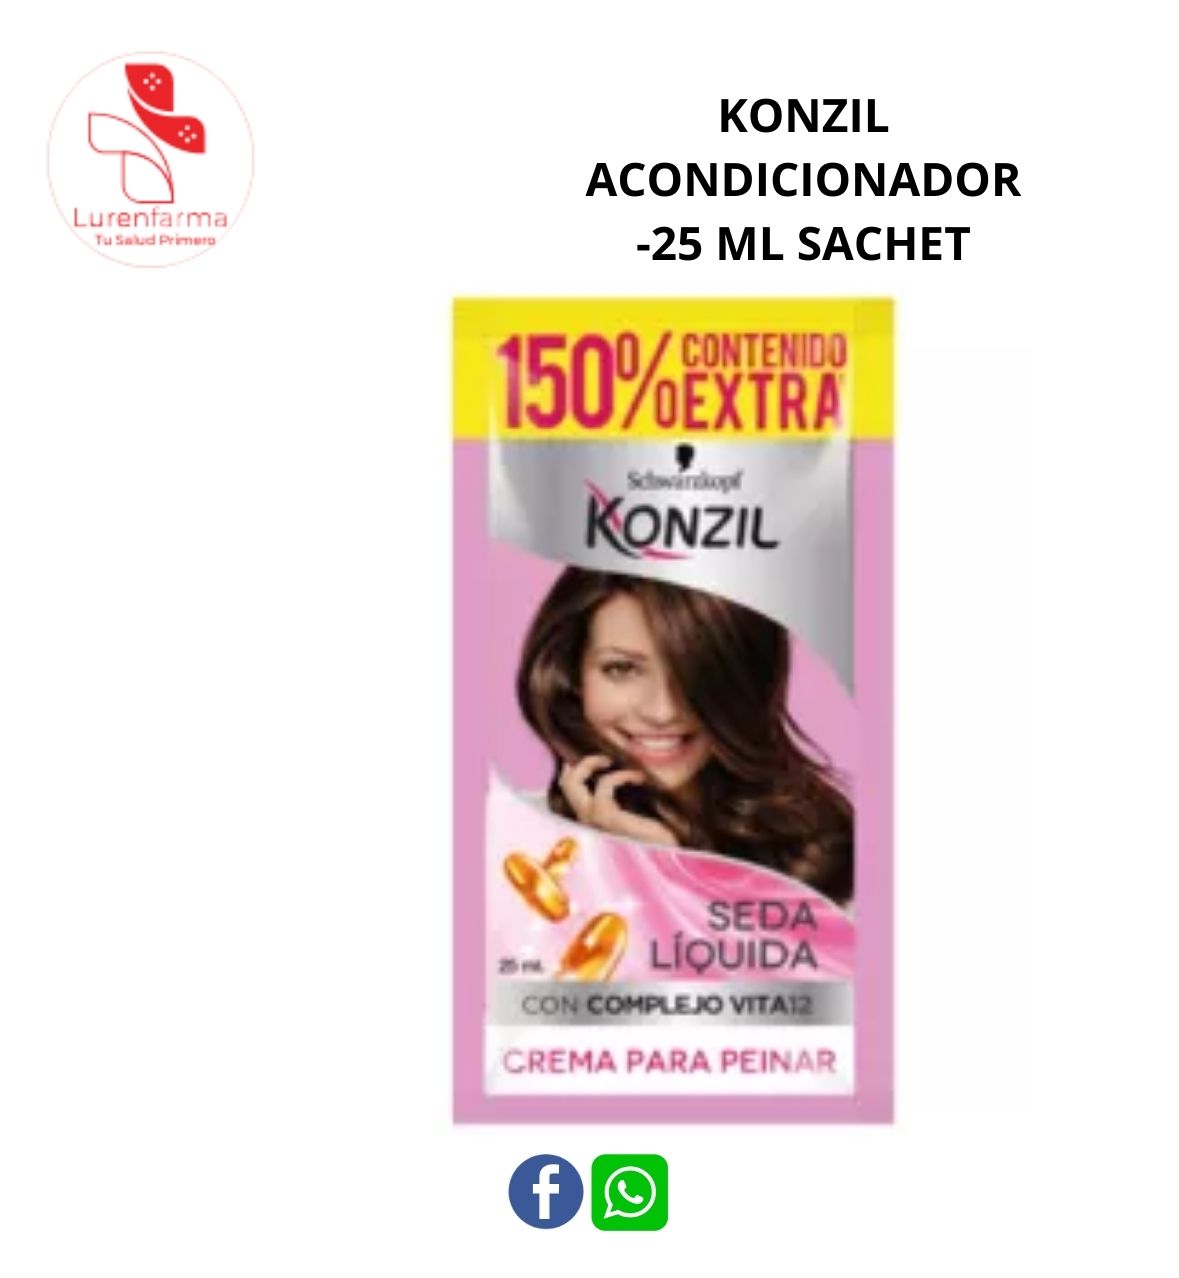 Lurenfarma
Tu Salud Primero
KONZIL
ACONDICIONADOR
-25 ML SACHET
150% CONTENIDO
EXTRA
Schwarzkopf
KONZIL
SEDA
LÍQUIDA
25 ml.
CON COMPLEJO VITA12
CREMA PARA PEINAR